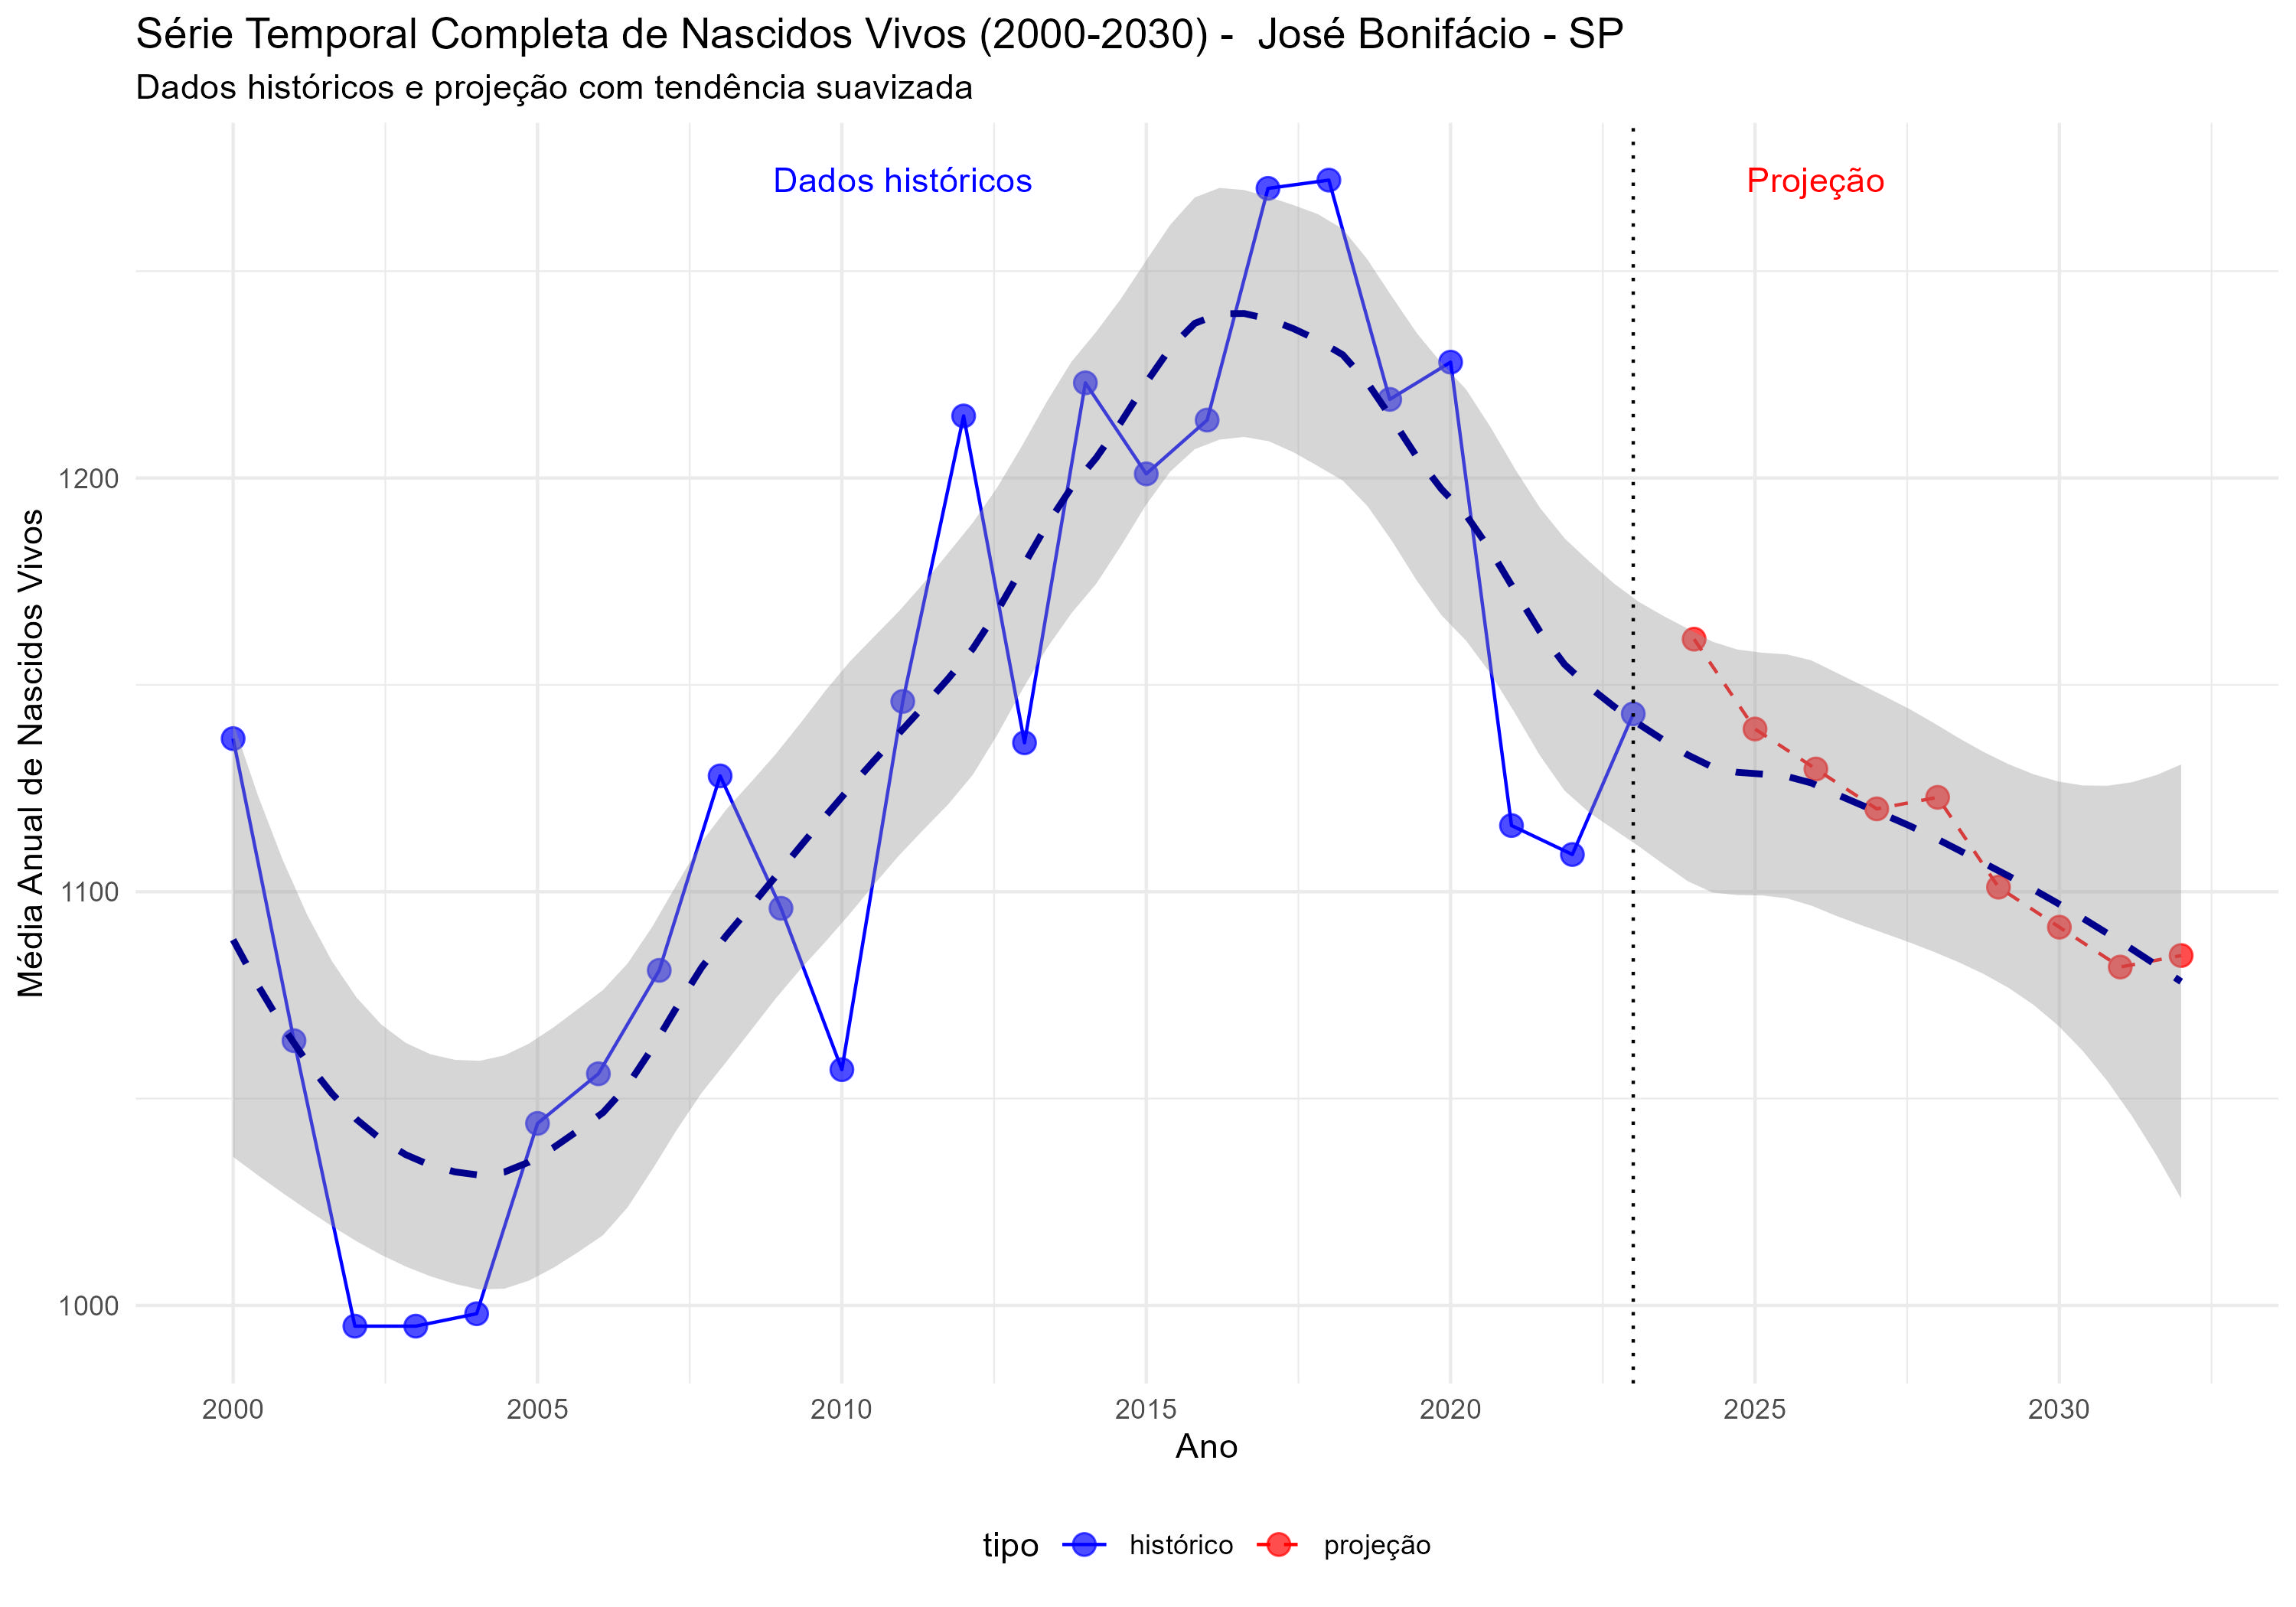 Série Temporal Completa de Nascidos Vivos (2000-2030) -  José Bonifácio - SP
Dados históricos e projeção com tendência suavizada
Dados históricos
Projeção
Média Anual de Nascidos Vivos
1200
1100
1000
2000 2005 2010 2015 2020 2025 2030
Ano
tipo histórico projeção